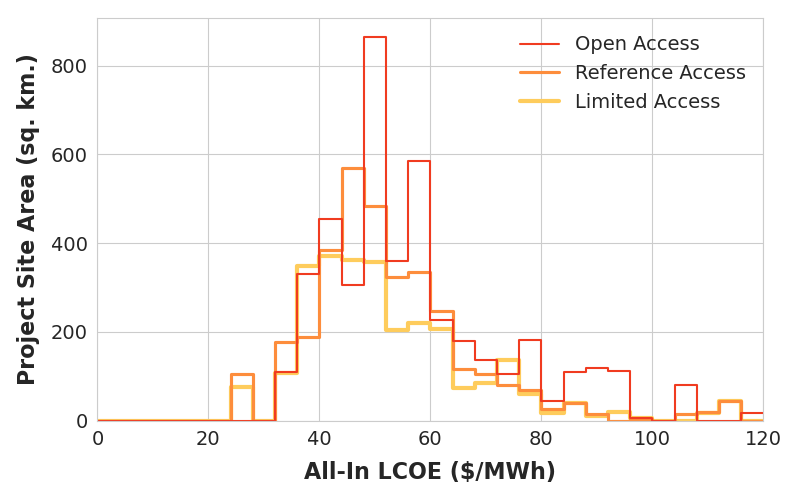 Open Access
Reference Access
Limited Access
Project Site Area (sq. km.)
800
600
400
200
0
0 20 40 60 80 100 120
All-In LCOE ($/MWh)